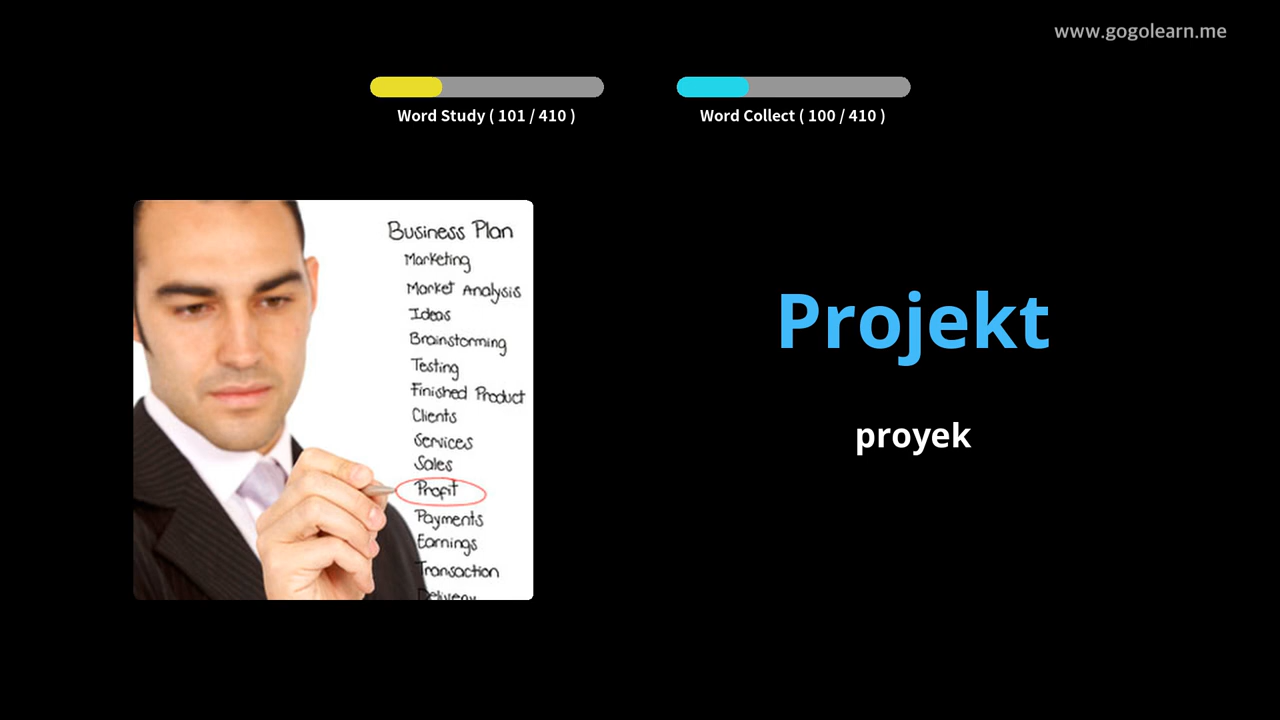 www.gogolearn.me
Word Study ( 101 / 410 )
Word Collect ( 100 / 410 )
Business Plan
Marketing
Market Analysis
Ideas
Brainstorming
Testing
Finished Product
Clients
Services
Sales
Profit
Payments
Earnings
Transaction
Delivery
Projekt
proyek